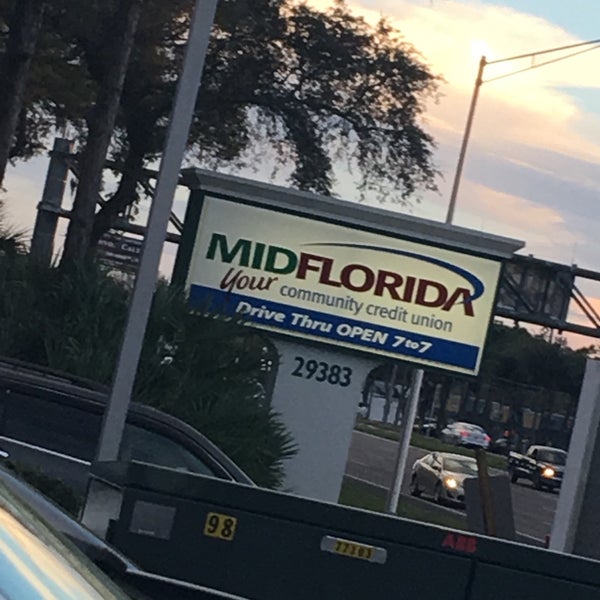 MIDFLORIDA
Your community credit union
Drive Thru OPEN 7to7
29383
98
ABB